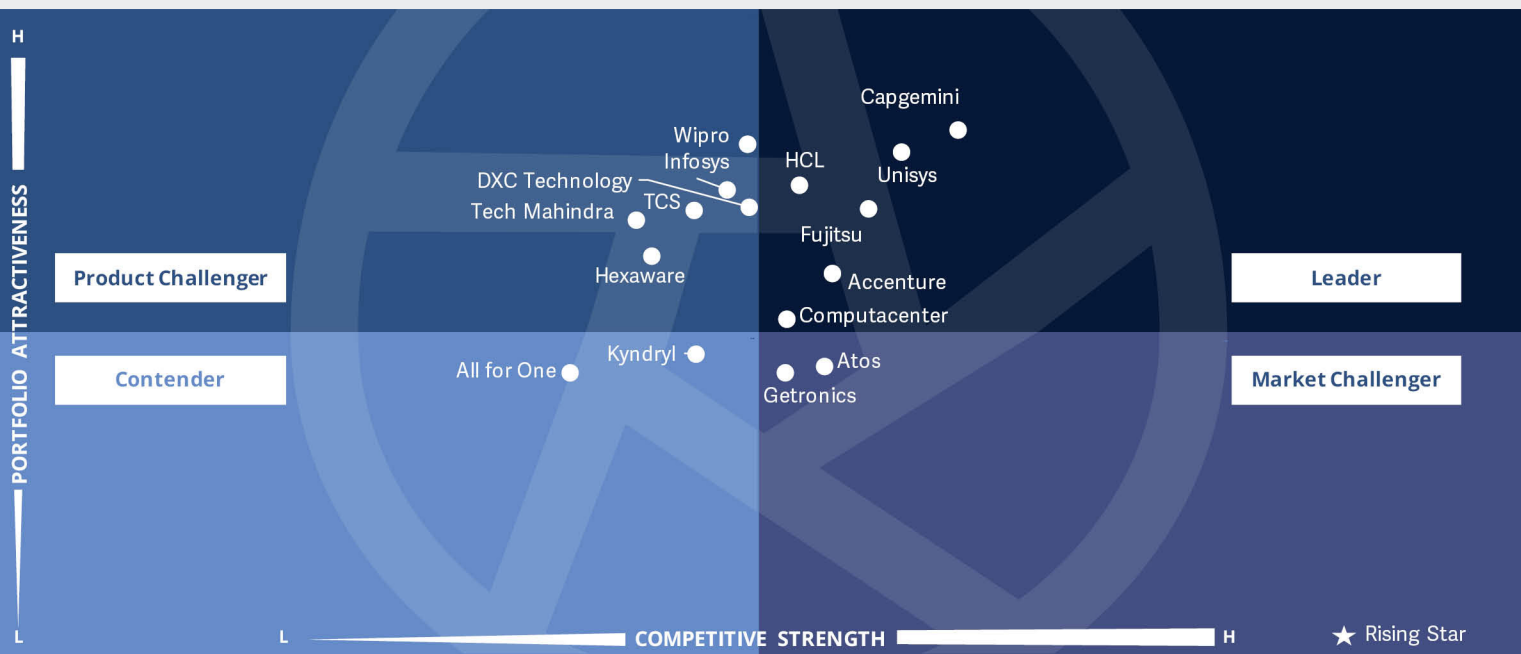 H
PORTFOLIO ATTRACTIVENESS
L
Capgemini
Wipro
Infosys
HCL
Unisys
DXC Technology
TCS
Tech Mahindra
Fujitsu
Hexaware
Product Challenger
Leader
Accenture
Computacenter
Kyndryl
Atos
All for One
Contender
Market Challenger
Getronics
L
COMPETITIVE STRENGTH
H
Rising Star